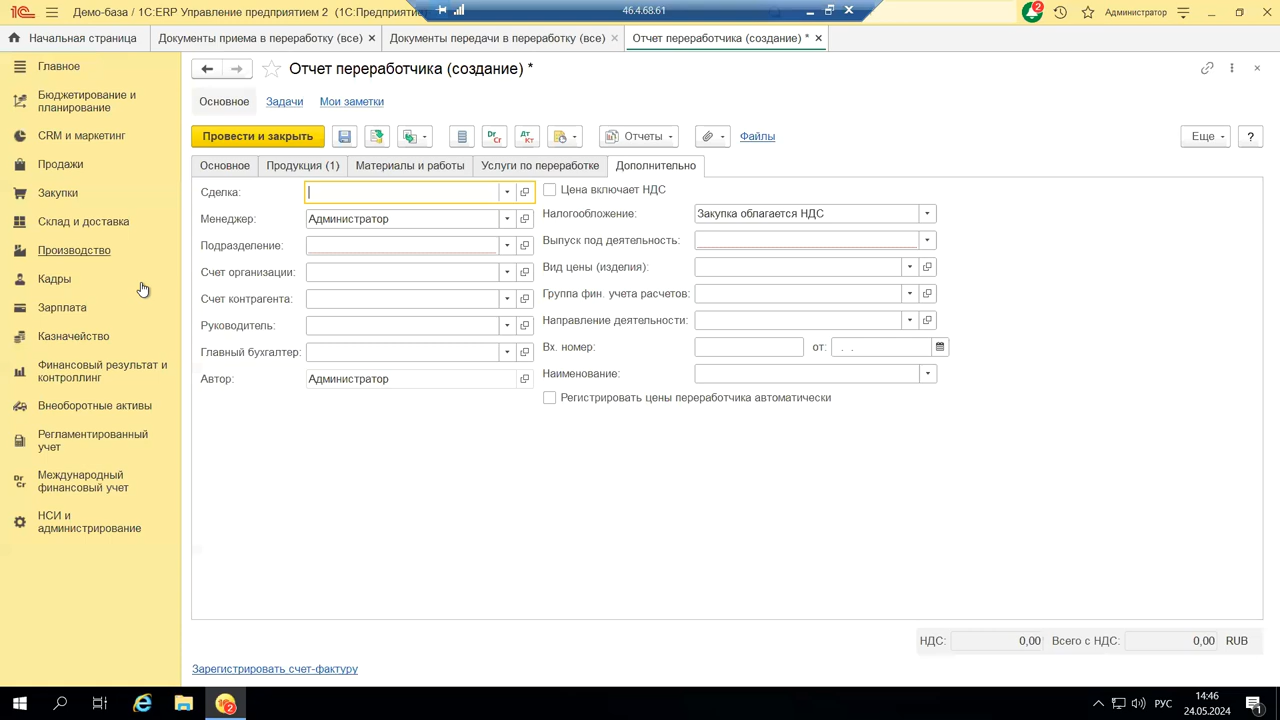 Демо-база / 1С:ERP Управление предприятием 2 (1С:Предприятие
46.4.68.61
2
Администратор
Начальная страница
Документы приема в переработку (все)
Документы передачи в переработку (все)
Отчет переработчика (создание) *
Главное
Бюджетирование и
планирование
CRM и маркетинг
Продажи
Закупки
Склад и доставка
Производство
Кадры
Зарплата
Казначейство
Финансовый результат и
контроллинг
Внеоборотные активы
Регламентированный
учет
Международный
финансовый учет
НСИ и
администрирование
Отчет переработчика (создание) *
Основное Задачи Мои заметки
Провести и закрыть Отчеты Файлы Еще ?
Основное Продукция (1) Материалы и работы Услуги по переработке Дополнительно
Сделка:
Менеджер: Администратор
Подразделение:
Счет организации:
Счет контрагента:
Руководитель:
Главный бухгалтер:
Автор: Администратор
Цена включает НДС
Налогообложение: Закупка облагается НДС
Выпуск под деятельность:
Вид цены (изделия):
Группа фин. учета расчетов:
Направление деятельности:
Вх. номер: от: . .
Наименование:
Регистрировать цены переработчика автоматически
НДС: 0,00 Всего с НДС: 0,00 RUB
Зарегистрировать счет-фактуру
2
РУС
14:46
24.05.2024
1